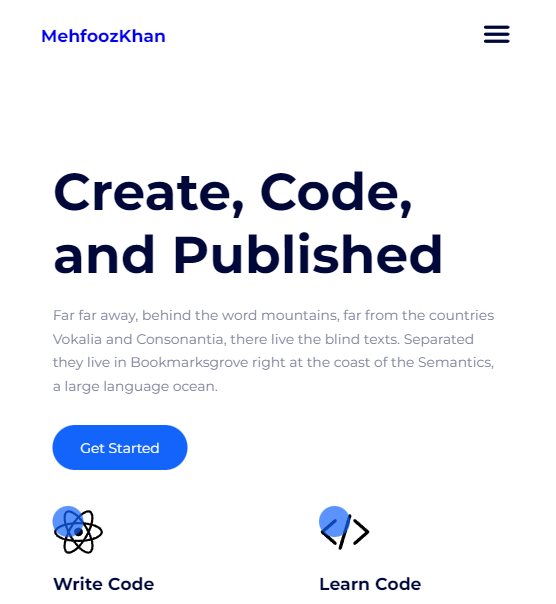 MehfoozKhan
Create, Code,
and Published
Far far away, behind the word mountains, far from the countries
Vokalia and Consonantia, there live the blind texts. Separated
they live in Bookmarksgrove right at the coast of the Semantics,
a large language ocean.
Get Started
Write Code
Learn Code